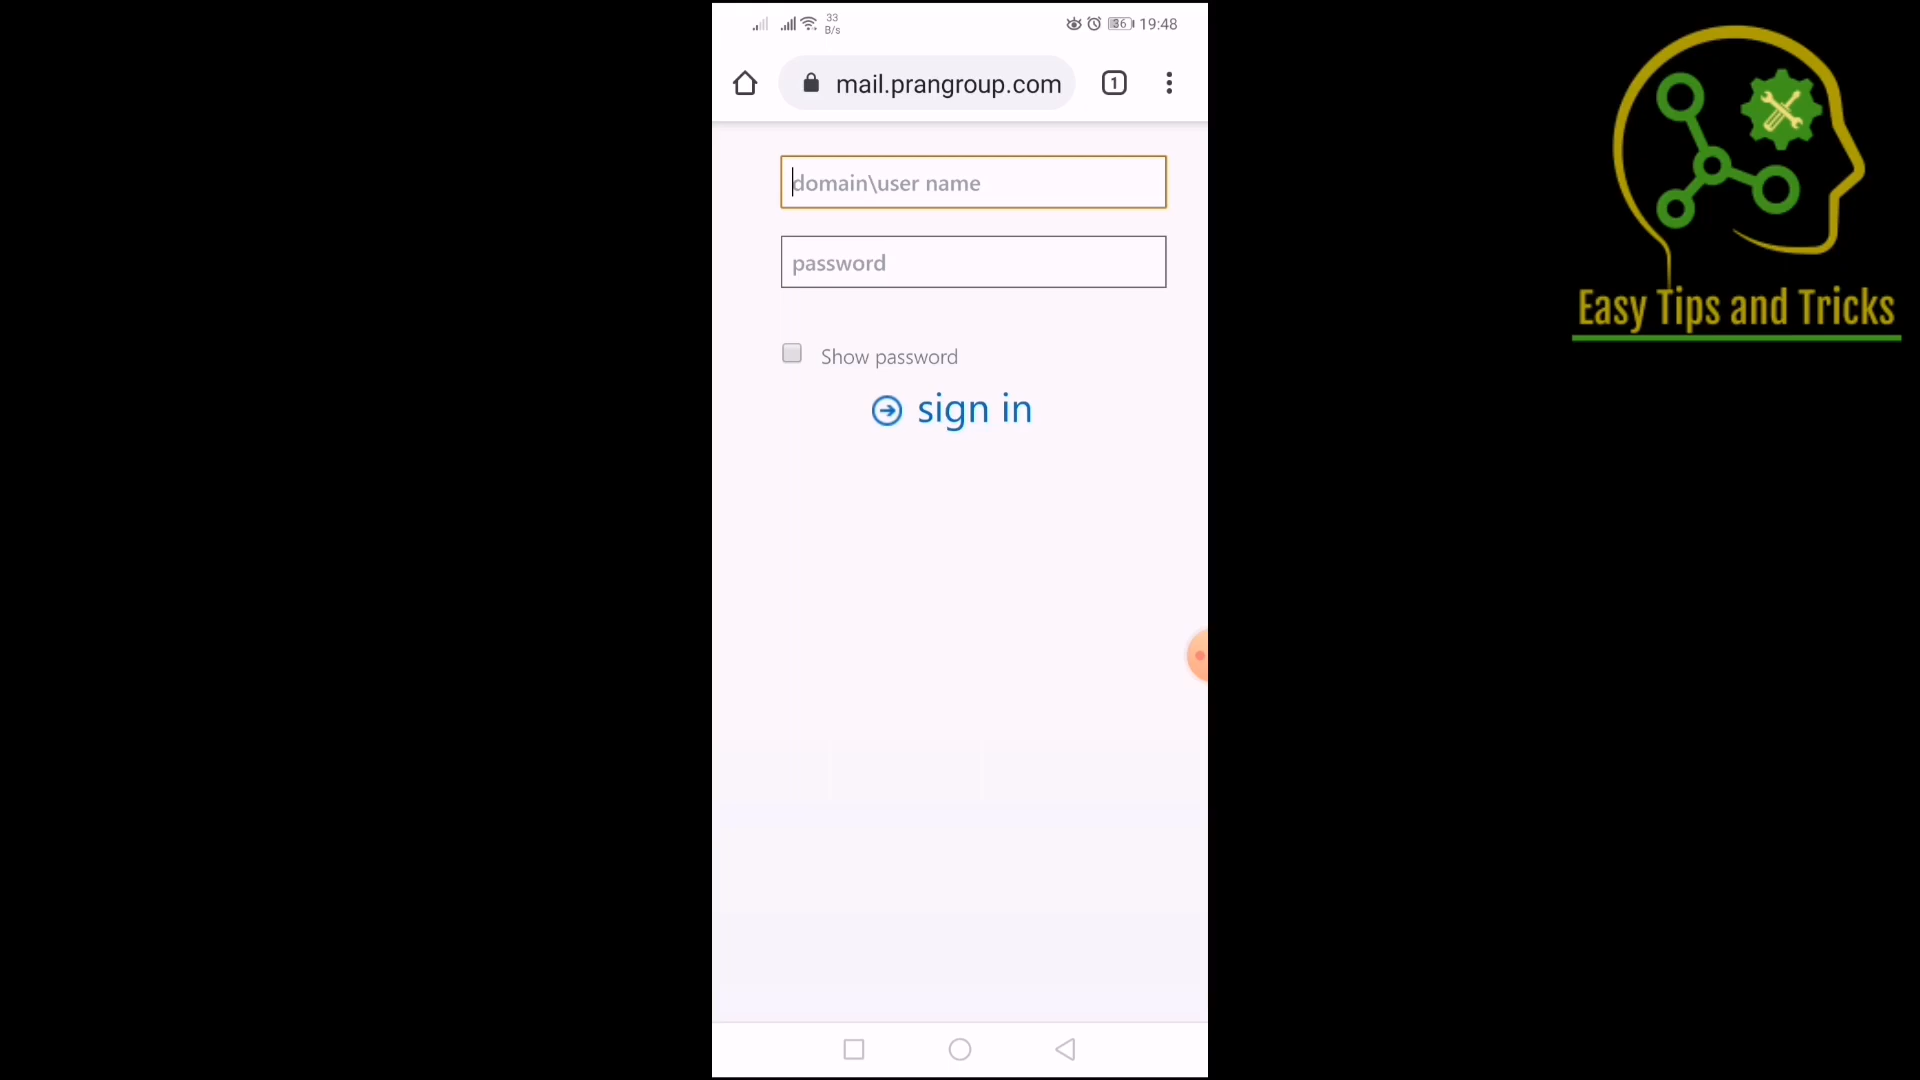 33
B/s
36 19:48
mail.prangroup.com
1
domain\user name
password
Show password
sign in
Easy Tips and Tricks